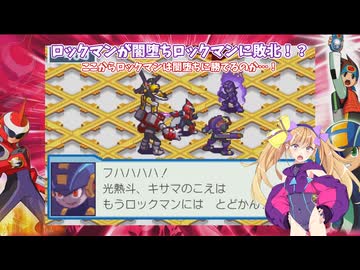 ロックマンが闇堕ちロックマンに敗北！？
ここからロックマンは闇堕ちに勝てるのか…！
フハハハハ！
光熱斗、キサマのこえは
もうロックマンには とどかん